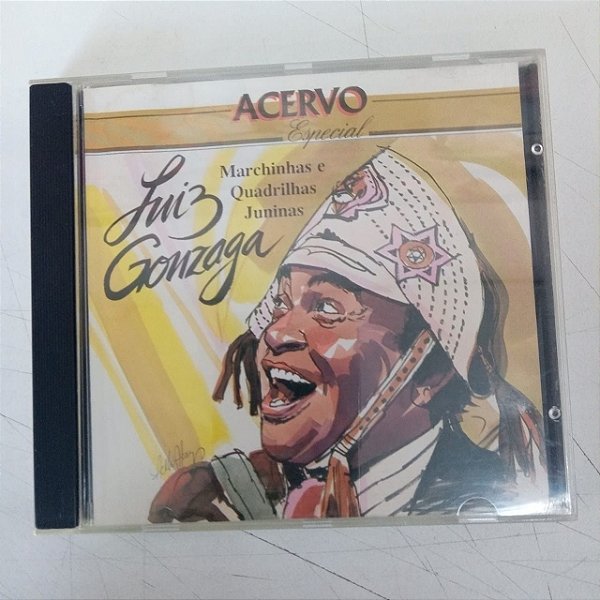 ACERVO
Especial
Marchinhas e
Quadrilhas
Juninas
Luiz
Gonzaga